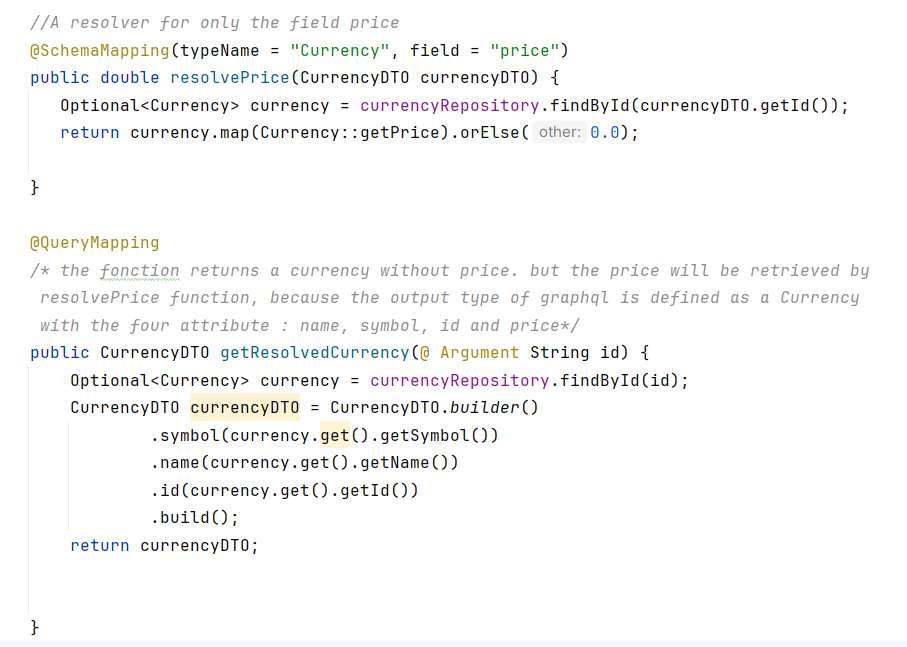 //A resolver for only the field price
@SchemaMapping(typeName = "Currency", field = "price")
public double resolvePrice(CurrencyDTO currencyDTO) {
Optional<Currency> currency = currencyRepository.findById(currencyDTO.getId());
return currency.map(Currency::getPrice).orElse( other: 0.0);
}
@QueryMapping
/* the fonction returns a currency without price. but the price will be retrieved by
resolvePrice function, because the output type of graphql is defined as a Currency
with the four attribute : name, symbol, id and price*/
public CurrencyDTO getResolvedCurrency(@ Argument String id) {
Optional<Currency> currency = currencyRepository.findById(id);
CurrencyDTO currencyDTO = CurrencyDTO.builder()
.symbol(currency.get().getSymbol())
.name(currency.get().getName())
.id(currency.get().getId())
.build();
return currencyDTO;
}